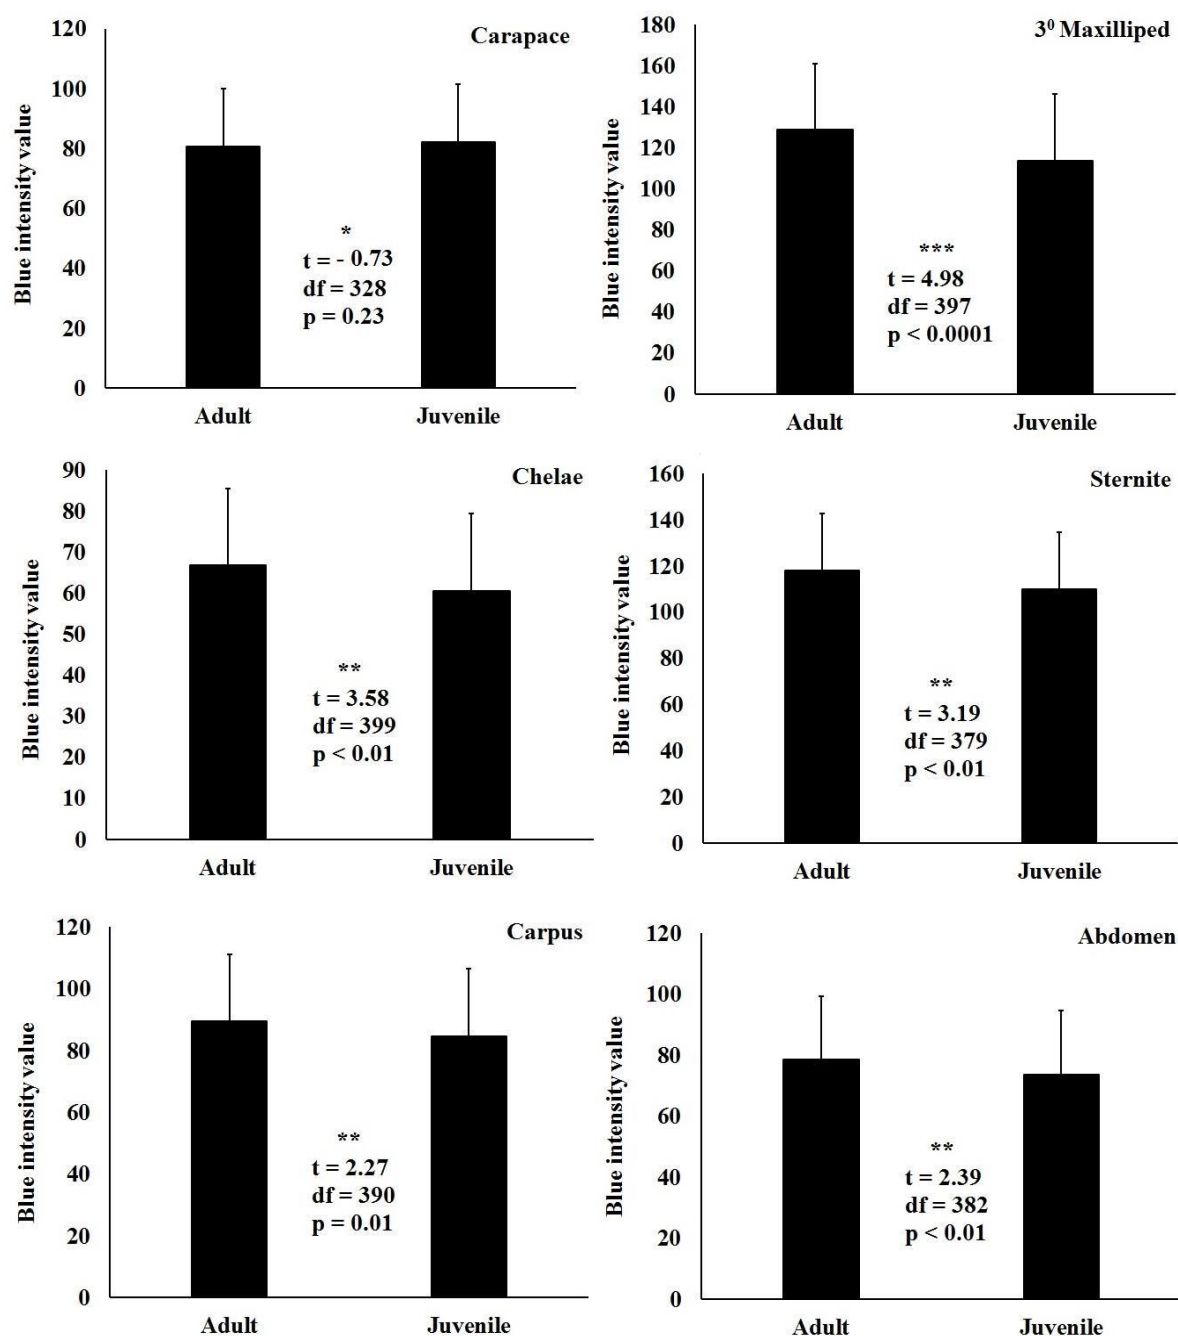 Carapace
Blue intensity value
120
100
80
60
40
20
0
*
t = - 0.73
df = 328
p = 0.23
Adult Juvenile
3⁰ Maxilliped
Blue intensity value
180
160
140
120
100
80
60
40
20
0
***
t = 4.98
df = 397
p < 0.0001
Adult Juvenile
Chelae
Blue intensity value
90
80
70
60
50
40
30
20
10
0
**
t = 3.58
df = 399
p < 0.01
Adult Juvenile
Sternite
Blue intensity value
160
140
120
100
80
60
40
20
0
**
t = 3.19
df = 379
p < 0.01
Adult Juvenile
Carpus
Blue intensity value
120
100
80
60
40
20
0
**
t = 2.27
df = 390
p = 0.01
Adult Juvenile
Abdomen
Blue intensity value
120
100
80
60
40
20
0
**
t = 2.39
df = 382
p < 0.01
Adult Juvenile